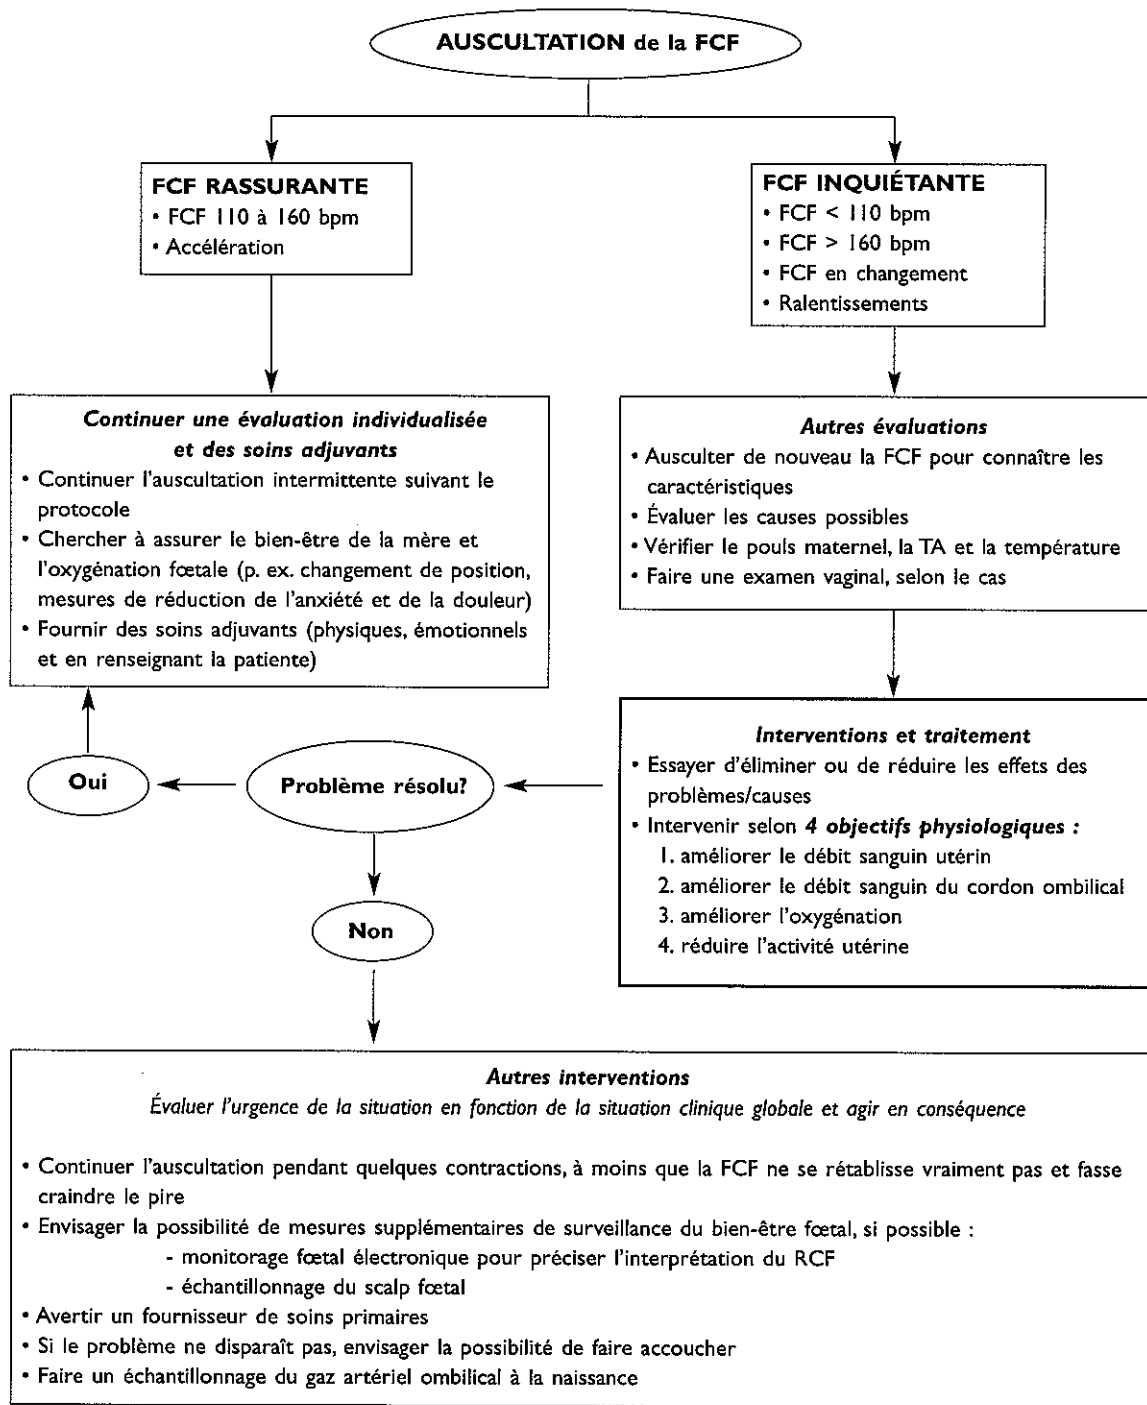 AUSCULTATION de la FCF
FCF RASSURANTE
• FCF 110 à 160 bpm
• Accélération
FCF INQUIÉTANTE
• FCF < 110 bpm
• FCF > 160 bpm
• FCF en changement
• Ralentissements
Continuer une évaluation individualisée
et des soins adjuvants
• Continuer l'auscultation intermittente suivant le
protocole
• Chercher à assurer le bien-être de la mère et
l'oxygénation fœtale (p. ex. changement de position,
mesures de réduction de l'anxiété et de la douleur)
• Fournir des soins adjuvants (physiques, émotionnels
et en renseignant la patiente)
Autres évaluations
• Ausculter de nouveau la FCF pour connaître les
caractéristiques
• Évaluer les causes possibles
• Vérifier le pouls maternel, la TA et la température
• Faire une examen vaginal, selon le cas
Interventions et traitement
• Essayer d'éliminer ou de réduire les effets des
problèmes/causes
• Intervenir selon 4 objectifs physiologiques :
1. améliorer le débit sanguin utérin
2. améliorer le débit sanguin du cordon ombilical
3. améliorer l'oxygénation
4. réduire l'activité utérine
Problème résolu?
Oui
Non
Autres interventions
Évaluer l'urgence de la situation en fonction de la situation clinique globale et agir en conséquence
• Continuer l'auscultation pendant quelques contractions, à moins que la FCF ne se rétablisse vraiment pas et fasse
craindre le pire
• Envisager la possibilité de mesures supplémentaires de surveillance du bien-être fœtal, si possible :
- monitorage fœtal électronique pour préciser l'interprétation du RCF
- échantillonnage du scalp fœtal
• Avertir un fournisseur de soins primaires
• Si le problème ne disparaît pas, envisager la possibilité de faire accoucher
• Faire un échantillonnage du gaz artériel ombilical à la naissance